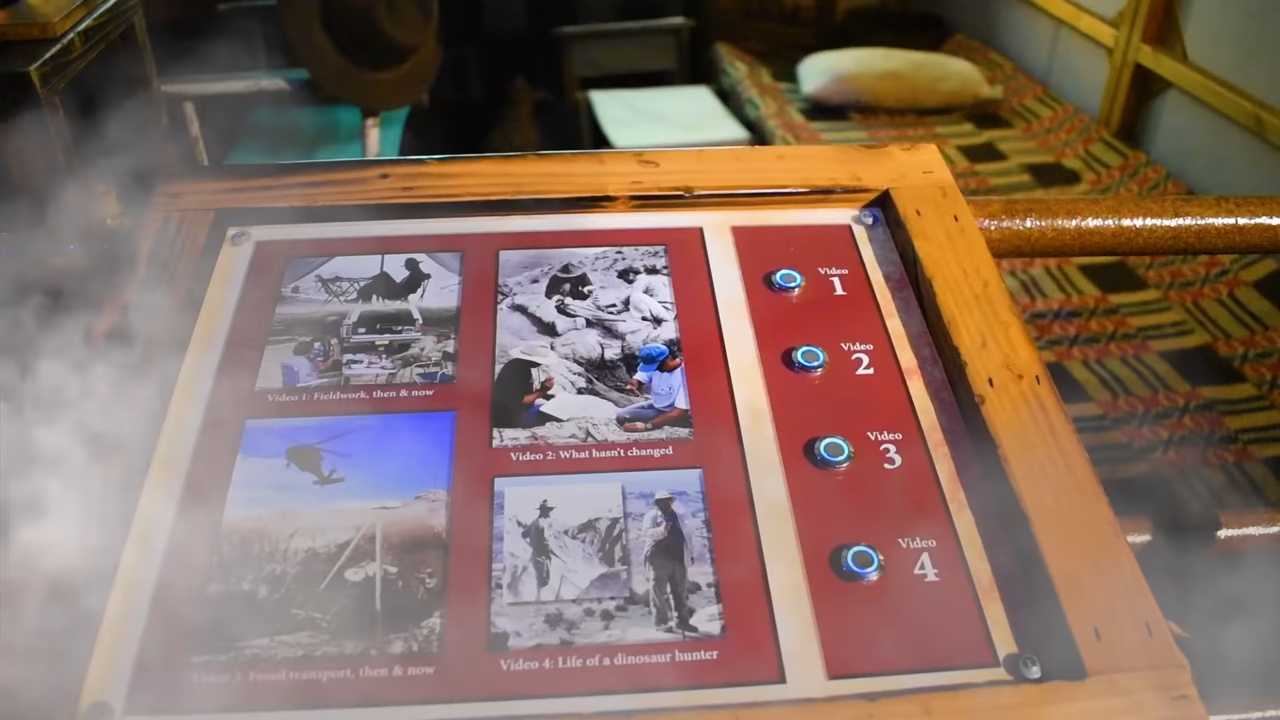 Video 1: Fieldwork, then & now
Video 2: What hasn't changed
Video 3: Fossil transport, then & now
Video 4: Life of a dinosaur hunter
Video
1
Video
2
Video
3
Video
4